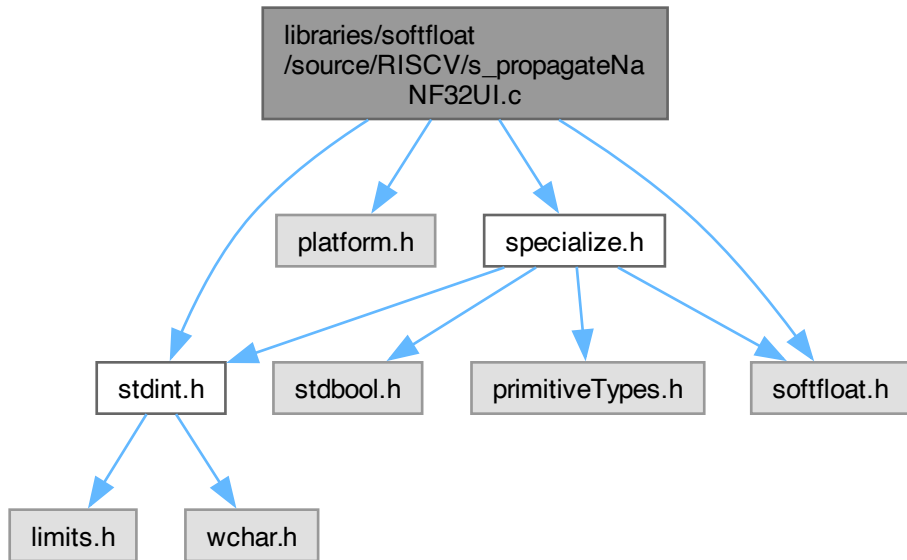 libraries/softfloat
/source/RISCV/s_propagateNa
NF32UI.c
platform.h
specialize.h
stdint.h
stdbool.h
primitiveTypes.h
softfloat.h
limits.h
wchar.h